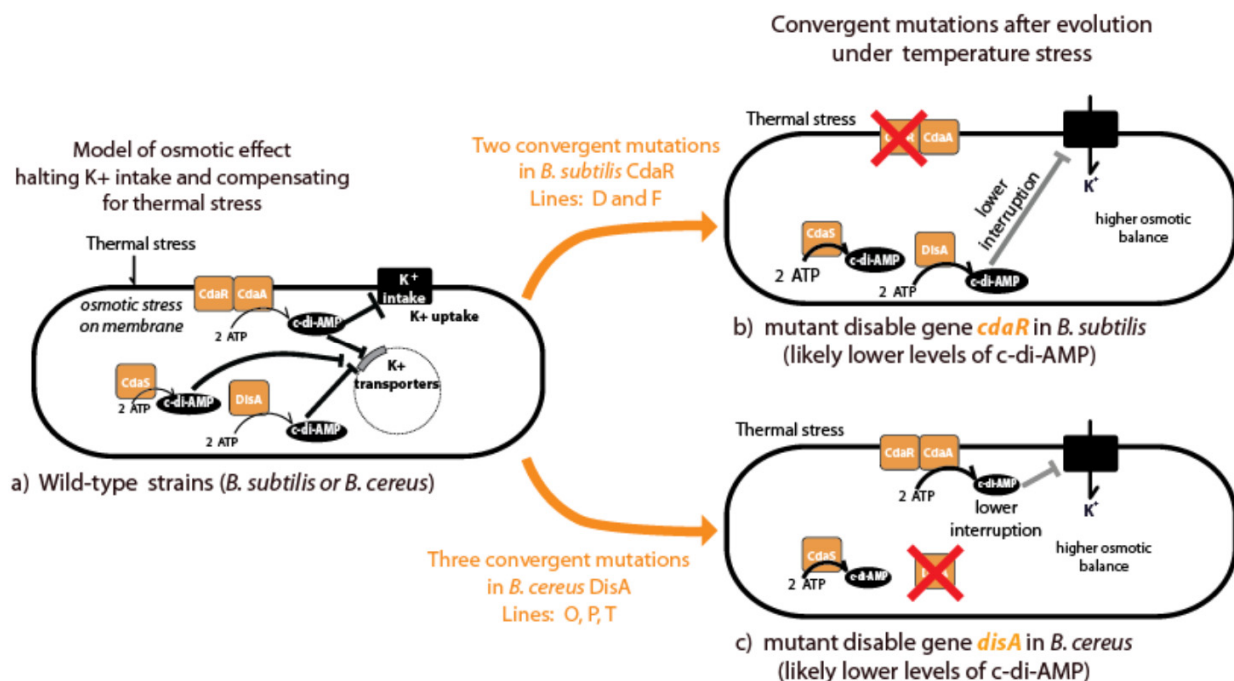 Convergent mutations after evolution
under temperature stress
Model of osmotic effect
halting K+ intake and compensating
for thermal stress
Thermal stress
osmotic stress
on membrane
CdaR
CdaA
2 ATP
c-di-AMP
K+
intake
K+ uptake
K+
transporters
CdaS
2 ATP
c-di-AMP
DisA
2 ATP
c-di-AMP
a) Wild-type strains (B. subtilis or B. cereus)
Two convergent mutations
in B. subtilis CdaR
Lines: D and F
Three convergent mutations
in B. cereus DisA
Lines: O, P, T
Thermal stress
CdaA
lower
interruption
K+
higher osmotic
balance
CdaS
2 ATP
c-di-AMP
DisA
2 ATP
c-di-AMP
b) mutant disable gene cdaR in B. subtilis
(likely lower levels of c-di-AMP)
Thermal stress
CdaR
CdaA
2 ATP
c-di-AMP
lower
interruption
K+
higher osmotic
balance
CdaS
2 ATP
c-di-AMP
c) mutant disable gene disA in B. cereus
(likely lower levels of c-di-AMP)